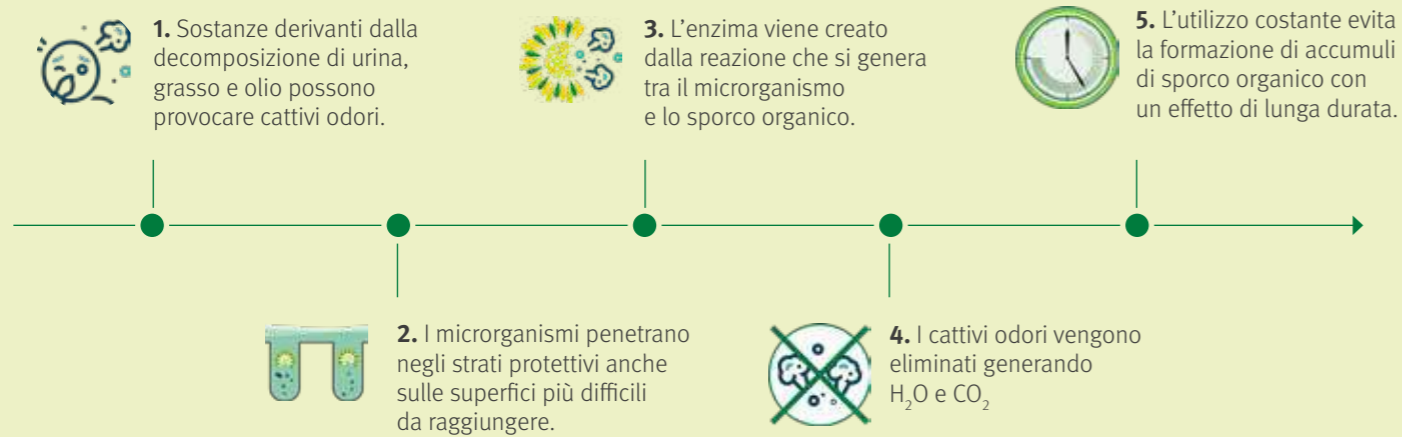 1. Sostanze derivanti dalla
decomposizione di urina,
grasso e olio possono
provocare cattivi odori.
2. I microrganismi penetrano
negli strati protettivi anche
sulle superfici più difficili
da raggiungere.
3. L’enzima viene creato
dalla reazione che si genera
tra il microrganismo
e lo sporco organico.
4. I cattivi odori vengono
eliminati generando
H₂O e CO₂
5. L’utilizzo costante evita
la formazione di accumuli
di sporco organico con
un effetto di lunga durata.